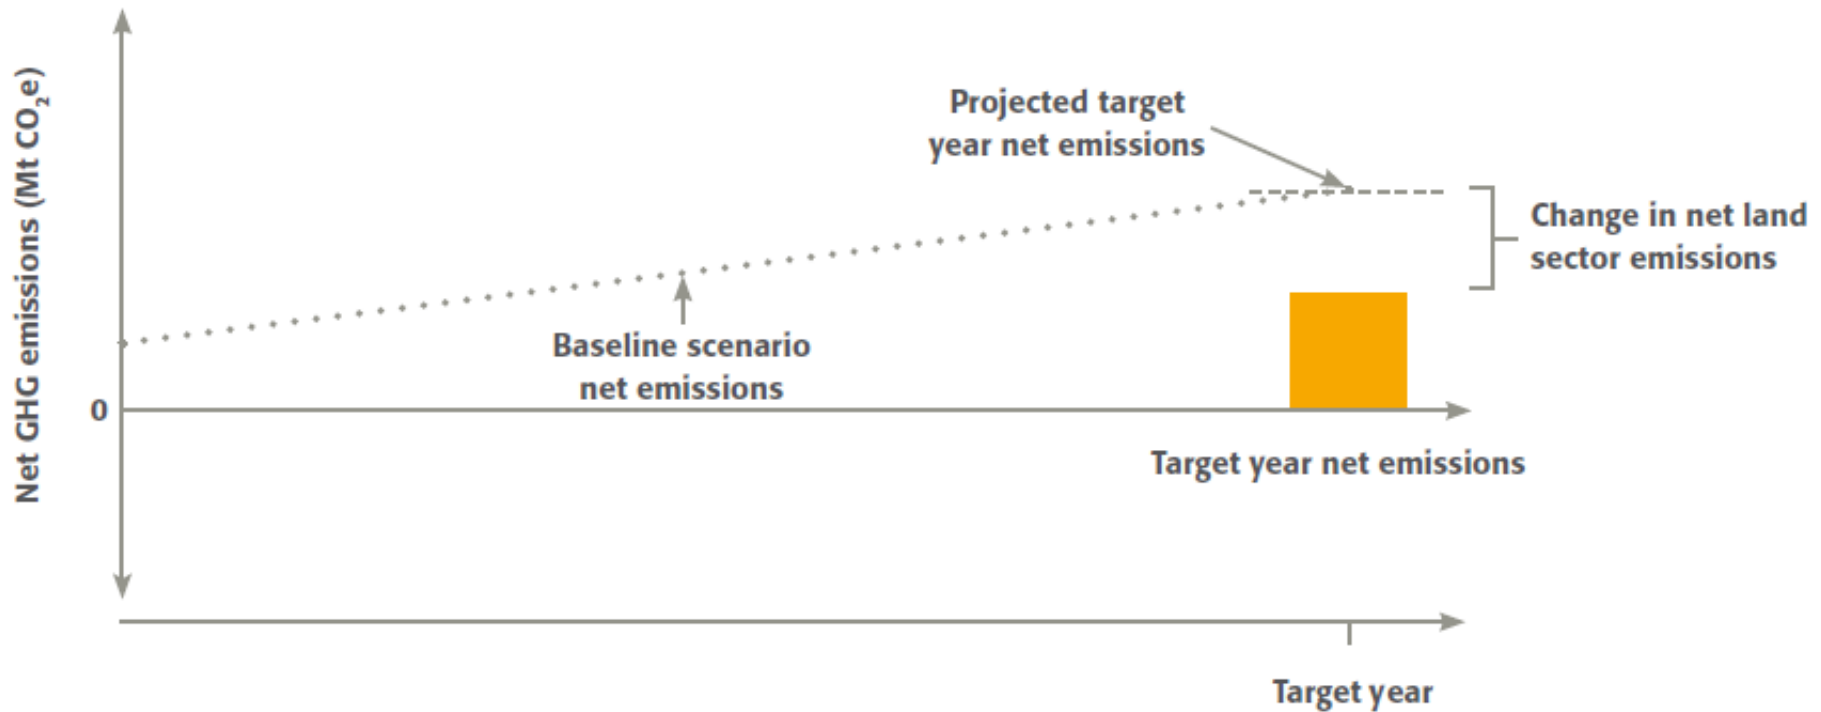 Net GHG emissions (Mt CO₂e)
Projected target
year net emissions
Change in net land
sector emissions
Baseline scenario
net emissions
0
Target year net emissions
Target year